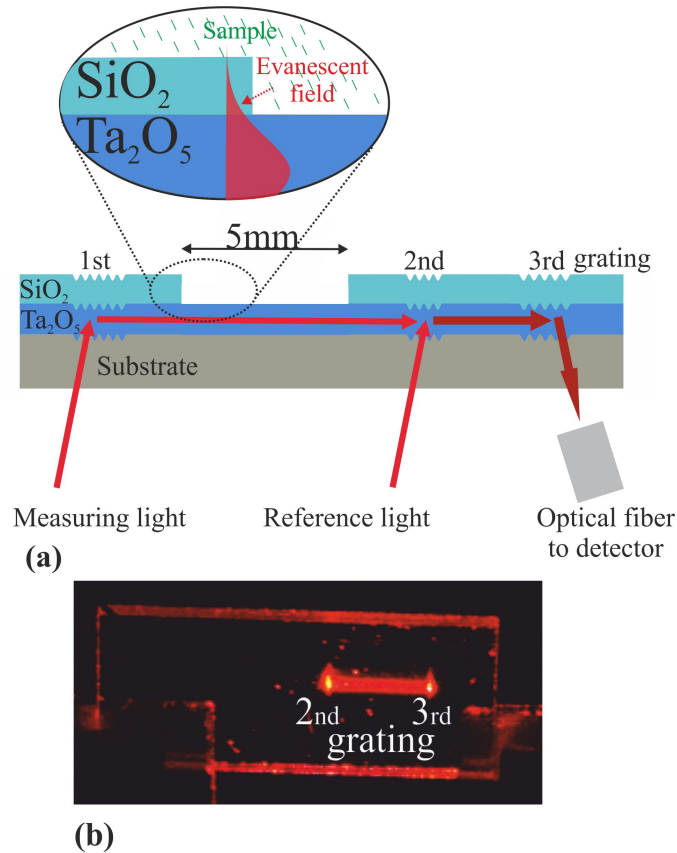 Sample
Evanescent
field
SiO2
Ta2O5
5mm
1st
2nd
3rd grating
SiO2
Ta2O5
Substrate
Measuring light
Reference light
Optical fiber
to detector
(a)
2nd
3rd
grating
(b)